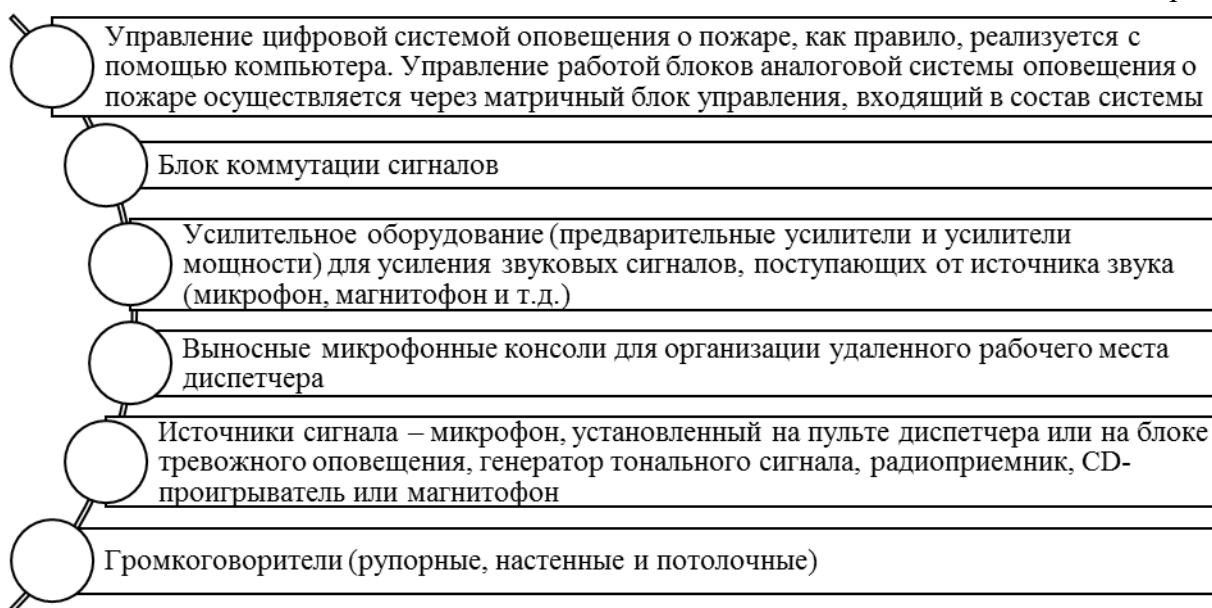 Управление цифровой системой оповещения о пожаре, как правило, реализуется с
помощью компьютера. Управление работой блоков аналоговой системы оповещения о
пожаре осуществляется через матричный блок управления, входящий в состав системы
Блок коммутации сигналов
Усилительное оборудование (предварительные усилители и усилители
мощности) для усиления звуковых сигналов, поступающих от источника звука
(микрофон, магнитофон и т.д.)
Выносные микрофонные консоли для организации удаленного рабочего места
диспетчера
Источники сигнала – микрофон, установленный на пульте диспетчера или на блоке
тревожного оповещения, генератор тонального сигнала, радиоприемник, CD-
проигрыватель или магнитофон
Громкоговорители (рупорные, настенные и потолочные)